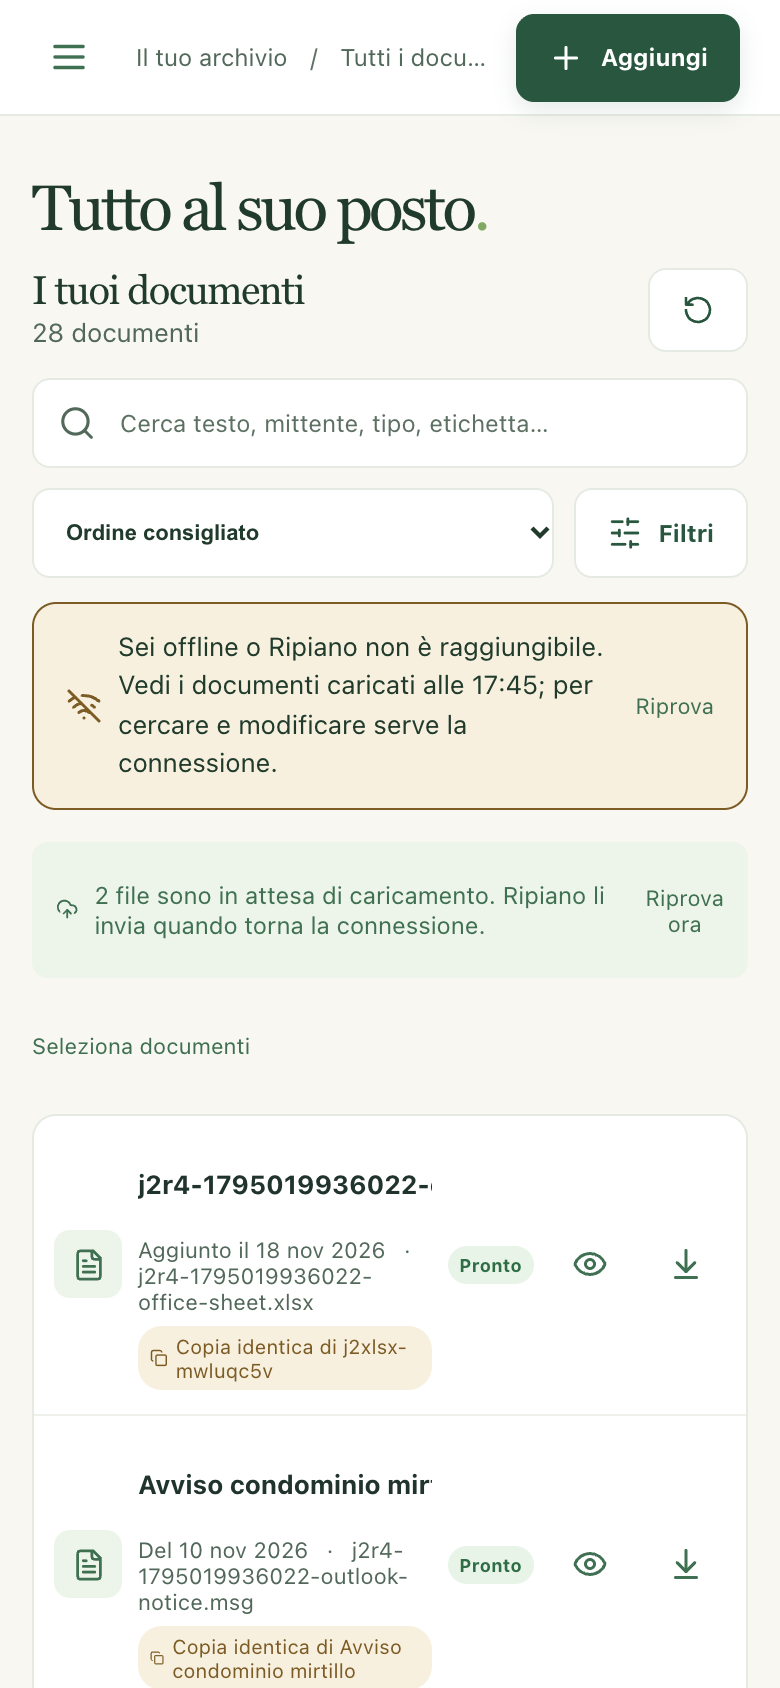 Il tuo archivio / Tutti i docu...
Aggiungi
Tutto al suo posto.
I tuoi documenti
28 documenti
Cerca testo, mittente, tipo, etichetta...
Ordine consigliato
Filtri
Sei offline o Ripiano non è raggiungibile.
Vedi i documenti caricati alle 17:45; per
cercare e modificare serve la
connessione.
Riprova
2 file sono in attesa di caricamento. Ripiano li
invia quando torna la connessione.
Riprova
ora
Seleziona documenti
j2r4-1795019936022-
Aggiunto il 18 nov 2026 ·
j2r4-1795019936022-
office-sheet.xlsx
Copia identica di j2xlsx-
mwluqc5v
Pronto
Avviso condominio mir
Del 10 nov 2026 · j2r4-
1795019936022-outlook-
notice.msg
Copia identica di Avviso
condominio mirtillo
Pronto